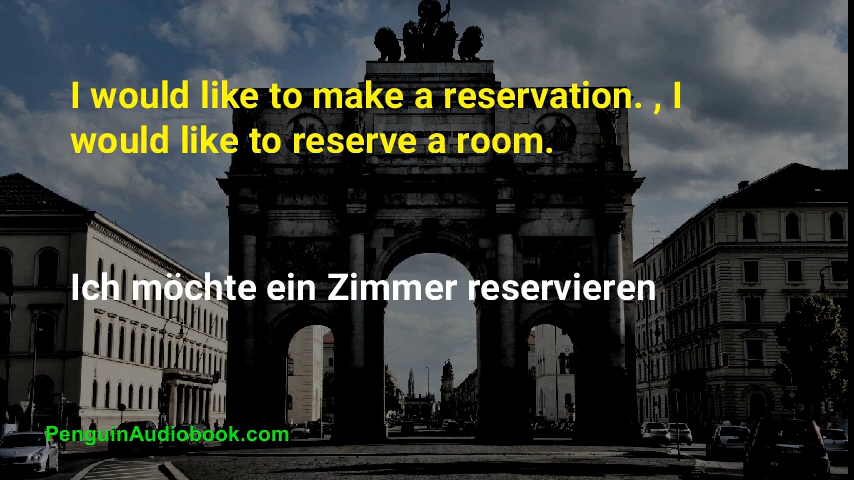 I would like to make a reservation. , I
would like to reserve a room.
Ich möchte ein Zimmer reservieren
PenguinAudiobook.com